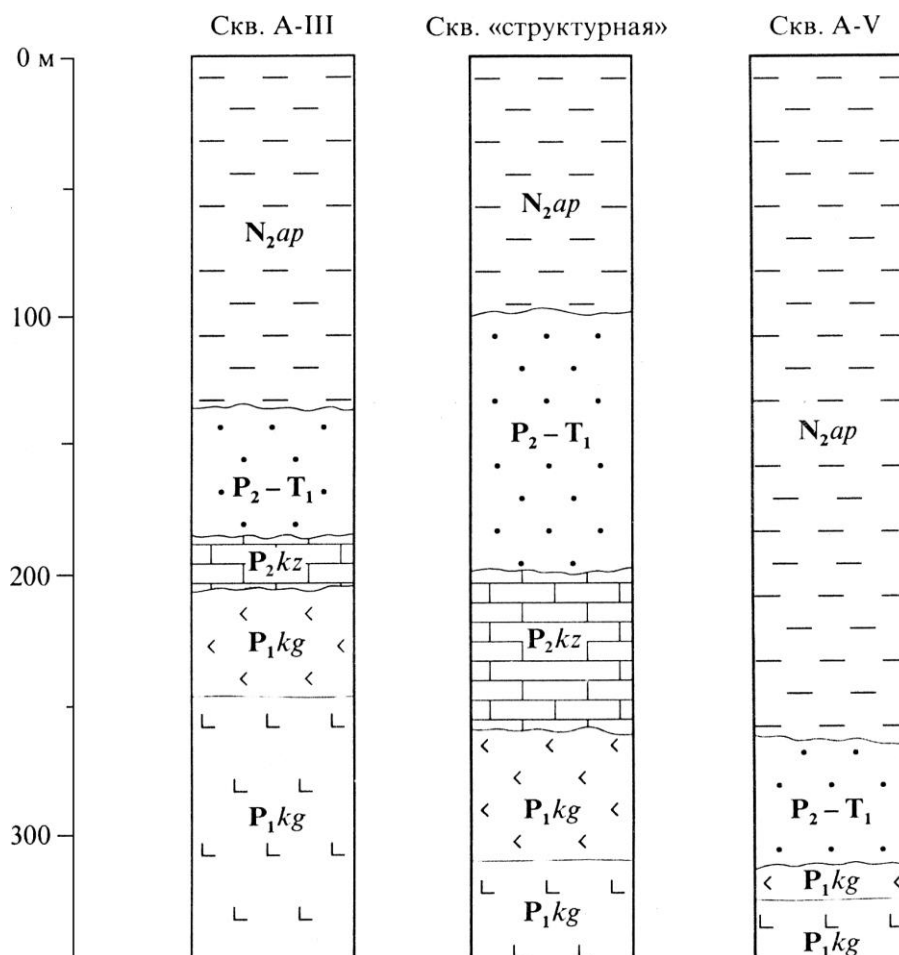 Скв. А-III Скв. «структурная» Скв. А-V
0 м
N₂ap N₂ap
100
P₂ – T₁ N₂ap
P₂ – T₁
P₂kz
200
P₁kg P₂kz
P₁kg P₁kg P₂ – T₁
300
P₁kg
P₁kg
P₁kg